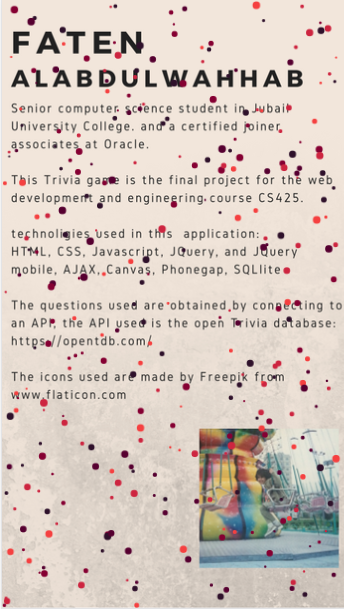 FATEN
ALABDULWAHHAB
Senior computer science student in Jubail
University College. and a certified joiner
associates at Oracle.
This Trivia game is the final project for the web
development and engineering course CS425.
technoligies used in this application:
HTML, CSS, Javascript, JQuery, and JQuery
mobile, AJAX, Canvas, Phonegap, SQLlite
The questions used are obtained by connecting to
an API, the API used is the open Trivia database:
https://opentdb.com/
The icons used are made by Freepik from
www.flaticon.com